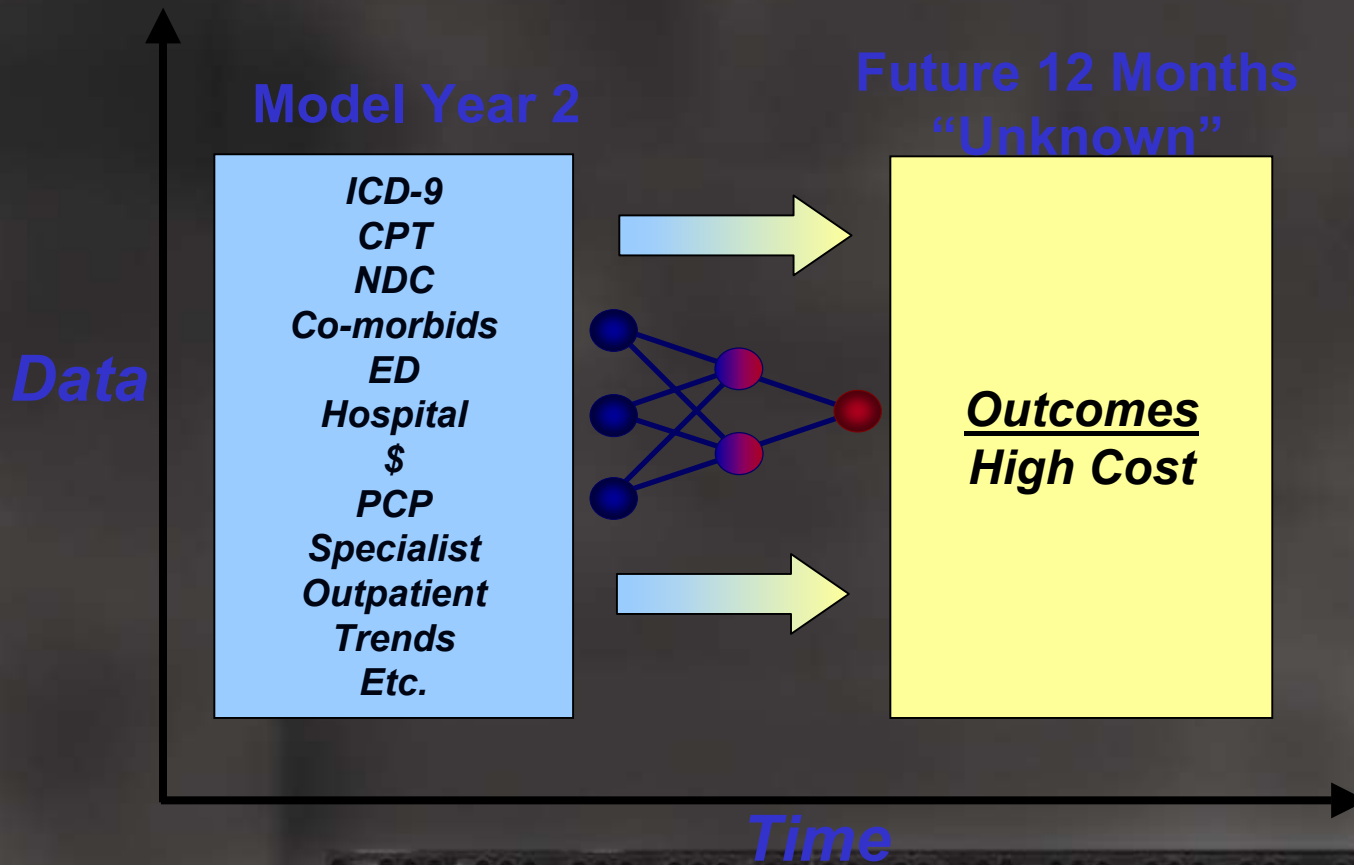 Model Year 2
Future 12 Months
“Unknown”
Data
ICD-9
CPT
NDC
Co-morbids
ED
Hospital
$
PCP
Specialist
Outpatient
Trends
Etc.
Outcomes
High Cost
Time